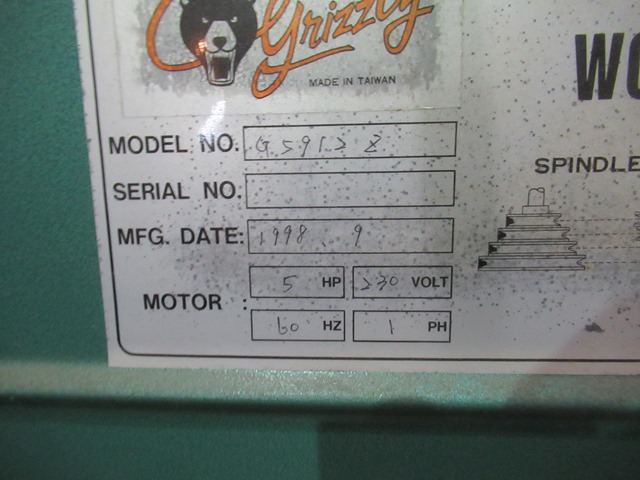 Grizzly
MADE IN TAIWAN
WO
MODEL NO. G5912 Z
SPINDLE
SERIAL NO.
MFG. DATE: 1998. 9
MOTOR : 5 HP 230 VOLT
60 HZ 1 PH